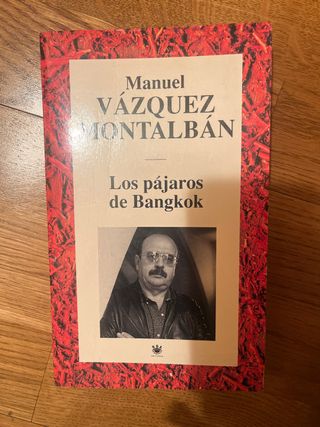 Manuel
VÁZQUEZ
MONTALBÁN
Los pájaros
de Bangkok